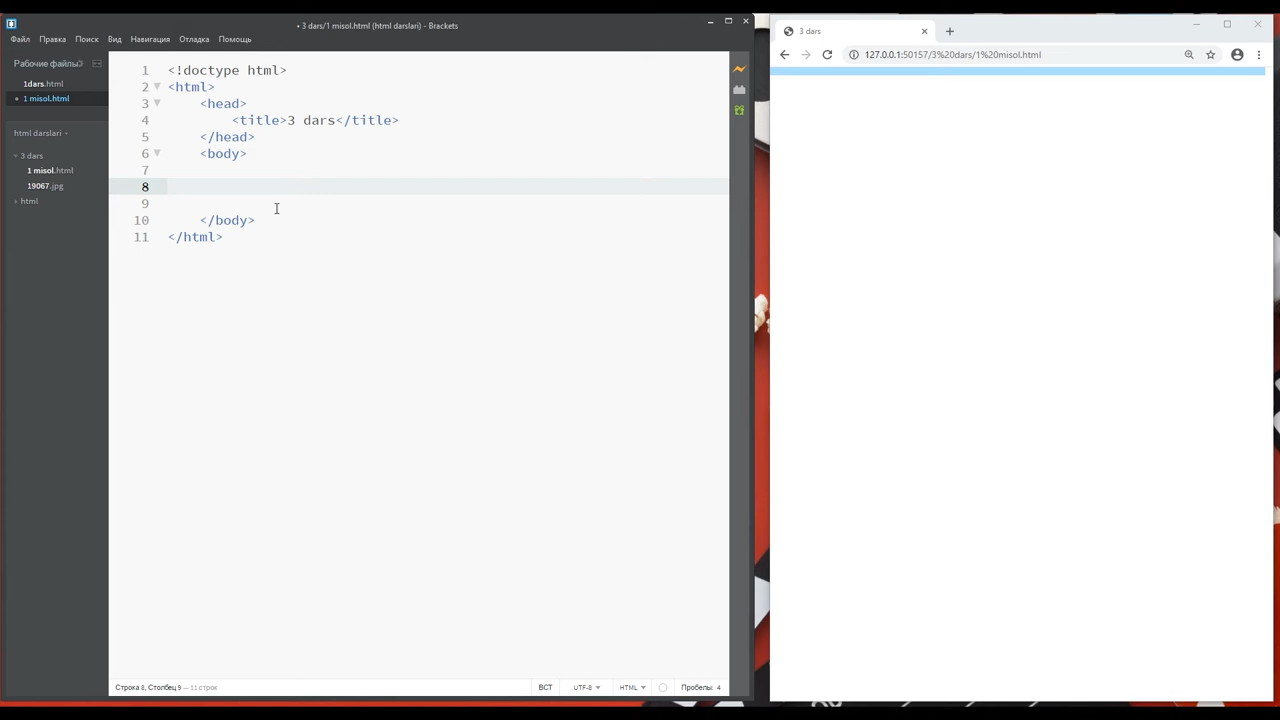 • 3 dars/1 misol.html (html darslari) - Brackets
Файл Правка Поиск Вид Навигация Отладка Помощь
Рабочие файлы
1dars.html
1 misol.html
html darslari
3 dars
1 misol.html
19067.jpg
html
1 <!doctype html>
2 <html>
3 <head>
4 <title>3 dars</title>
5 </head>
6 <body>
7
8
9
10 </body>
11 </html>
Строка 8, Столбец 9 — 11 строк
ВСТ UTF-8 HTML Пробелы: 4
3 dars
127.0.0.1:50157/3%20dars/1%20misol.html